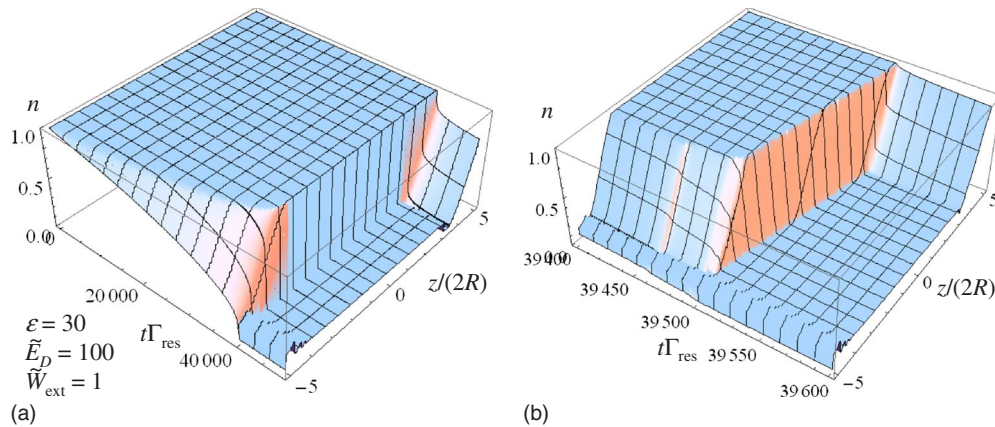 n
1.0
0.5
0.0
0
20 000
tΓres
40 000
−5
0
5
z/(2R)
ε = 30
ẼD = 100
W̃ext = 1
(a)
n
1.0
0.5
0.0
39 400
39 450
39 500
tΓres
39 550
39 600
−5
0
5
z/(2R)
(b)